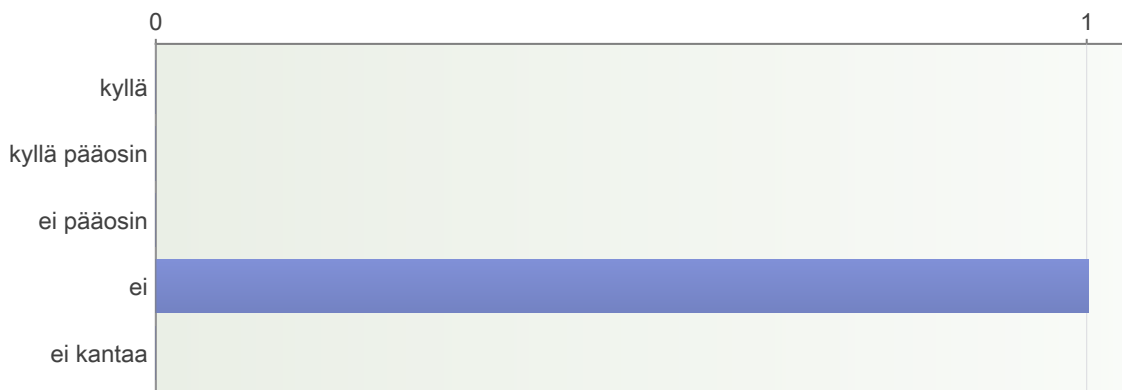 0 1
kyllä
kyllä pääosin
ei pääosin
ei
ei kantaa